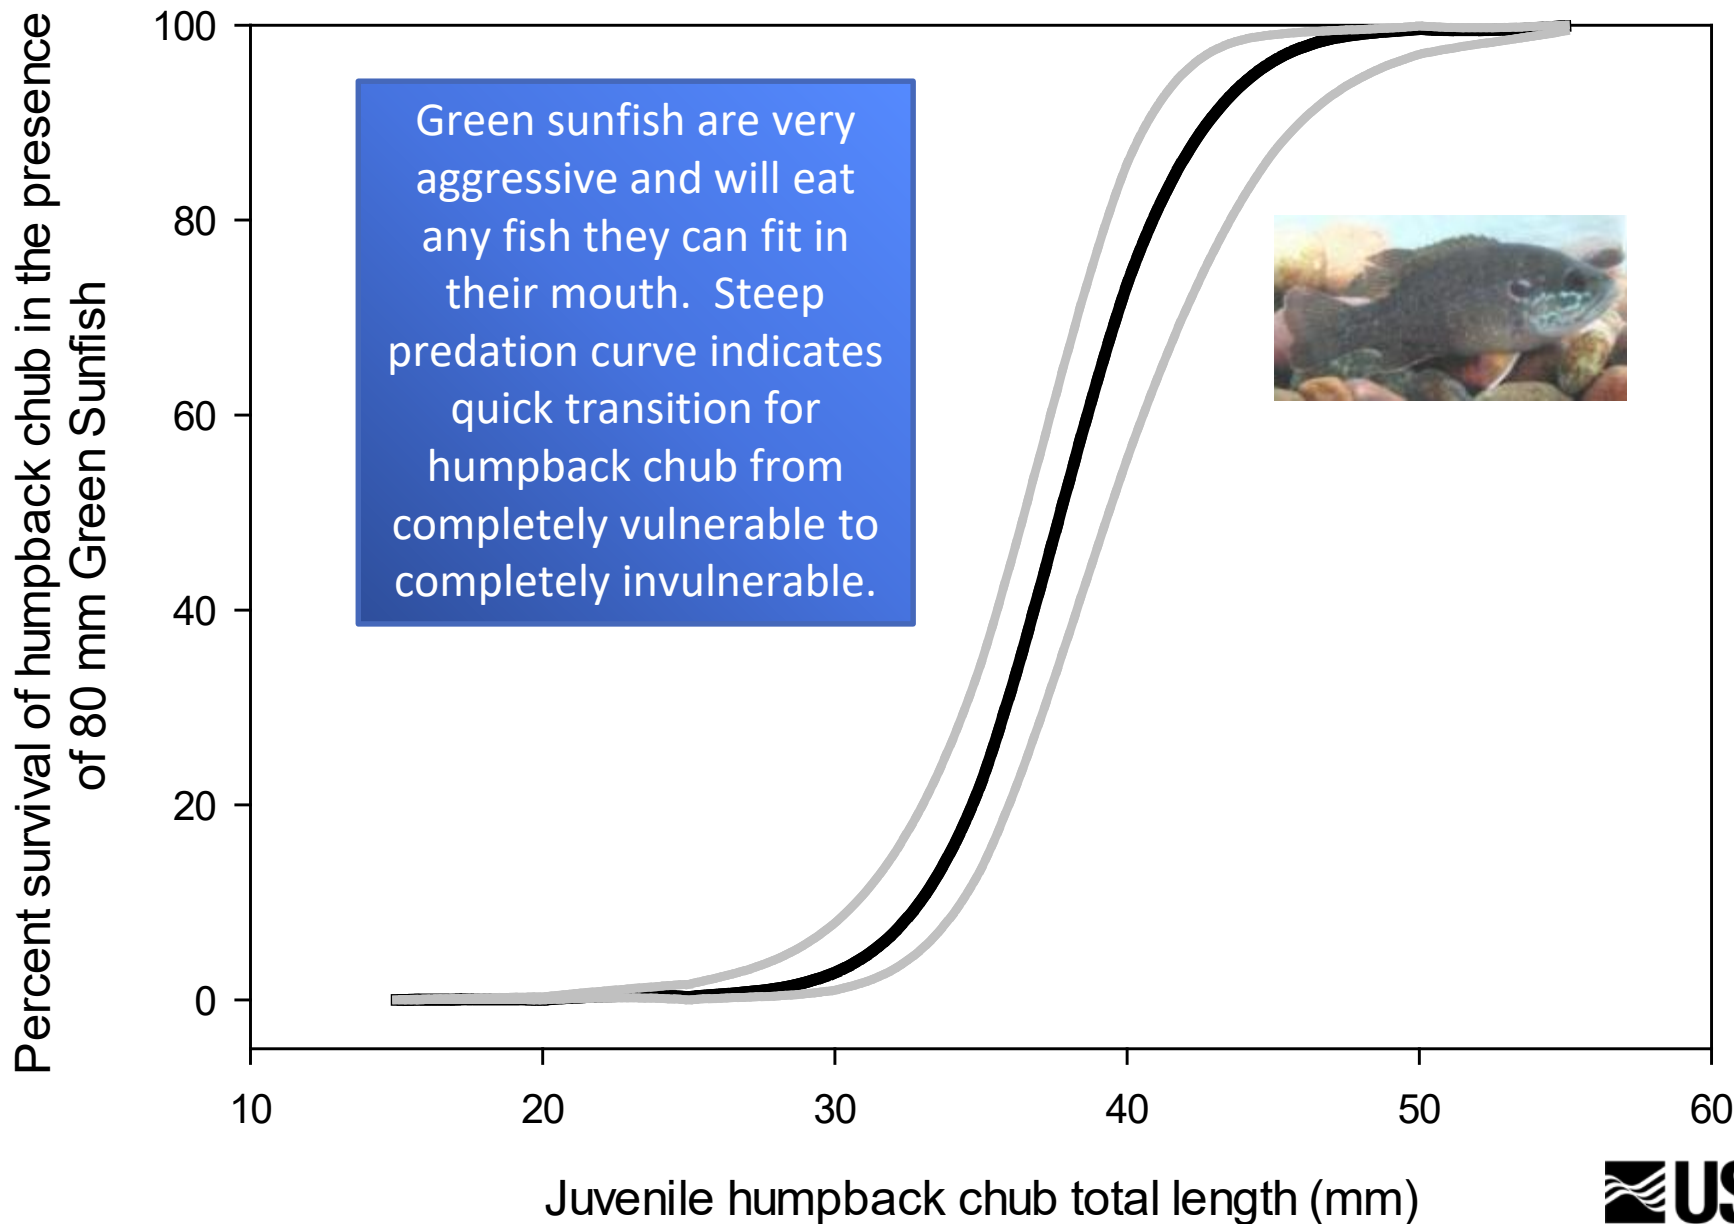 Percent survival of humpback chub in the presence
of 80 mm Green Sunfish
100
80
60
40
20
0
Green sunfish are very
aggressive and will eat
any fish they can fit in
their mouth.  Steep
predation curve indicates
quick transition for
humpback chub from
completely vulnerable to
completely invulnerable.
10
20
30
40
50
60
Juvenile humpback chub total length (mm)